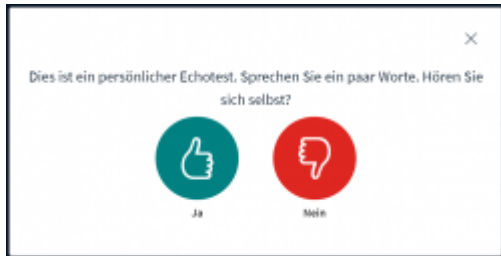 Dies ist ein persönlicher Echotest. Sprechen Sie ein paar Worte. Hören Sie
sich selbst?
Ja
Nein